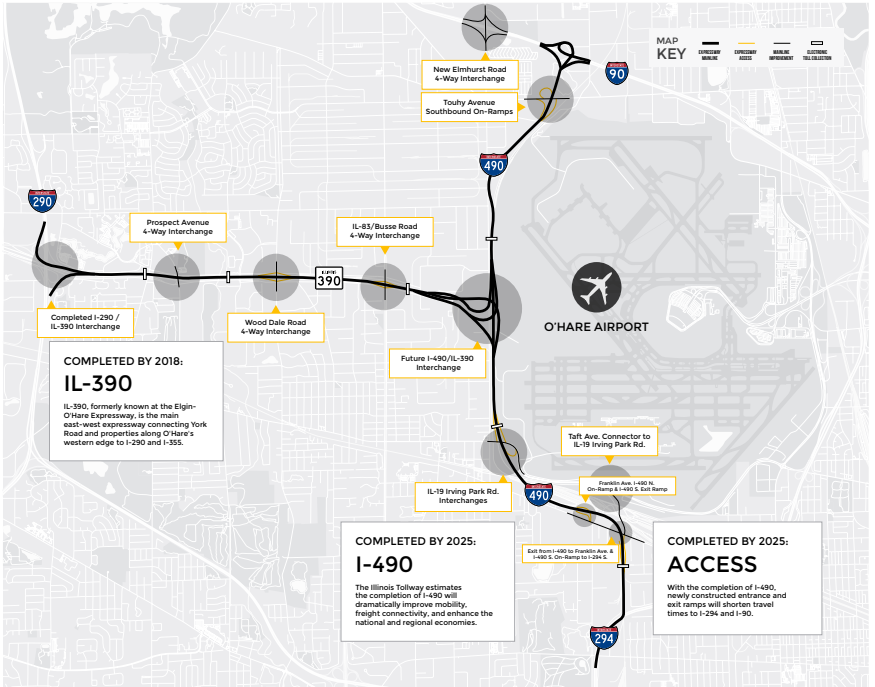 MAP
KEY
EXPRESSWAY
MAINLINE
EXPRESSWAY
ACCESS
MAINLINE
IMPROVEMENT
ELECTRONIC
TOLL COLLECTION
New Elmhurst Road
4-Way Interchange
90
Touhy Avenue
Southbound On-Ramps
490
290
Prospect Avenue
4-Way Interchange
IL-83/Busse Road
4-Way Interchange
ILLINOIS
390
Completed I-290 /
IL-390 Interchange
Wood Dale Road
4-Way Interchange
O'HARE AIRPORT
Future I-490/IL-390
Interchange
COMPLETED BY 2018:
IL-390
IL-390, formerly known at the Elgin-
O'Hare Expressway, is the main
east-west expressway connecting York
Road and properties along O'Hare's
western edge to I-290 and I-355.
Taft Ave. Connector to
IL-19 Irving Park Rd.
IL-19 Irving Park Rd.
Interchanges
490
Franklin Ave. I-490 N.
On-Ramp & I-490 S. Exit Ramp
Exit from I-490 to Franklin Ave. &
I-490 S. On-Ramp to I-294 S.
COMPLETED BY 2025:
I-490
The Illinois Tollway estimates
the completion of I-490 will
dramatically improve mobility,
freight connectivity, and enhance the
national and regional economies.
COMPLETED BY 2025:
ACCESS
With the completion of I-490,
newly constructed entrance and
exit ramps will shorten travel
times to I-294 and I-90.
294